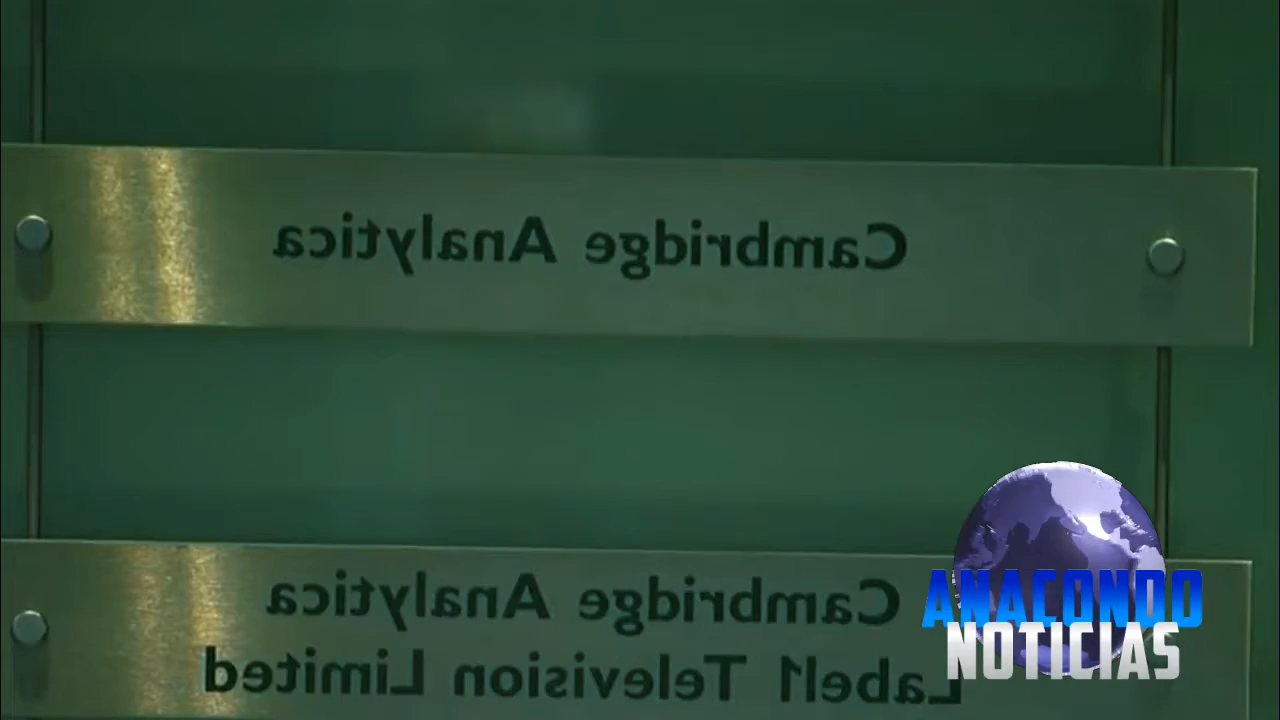 Cambridge Analytica
Cambridge Analytica
Label1 Television Limited
ANACONDO
NOTICIAS